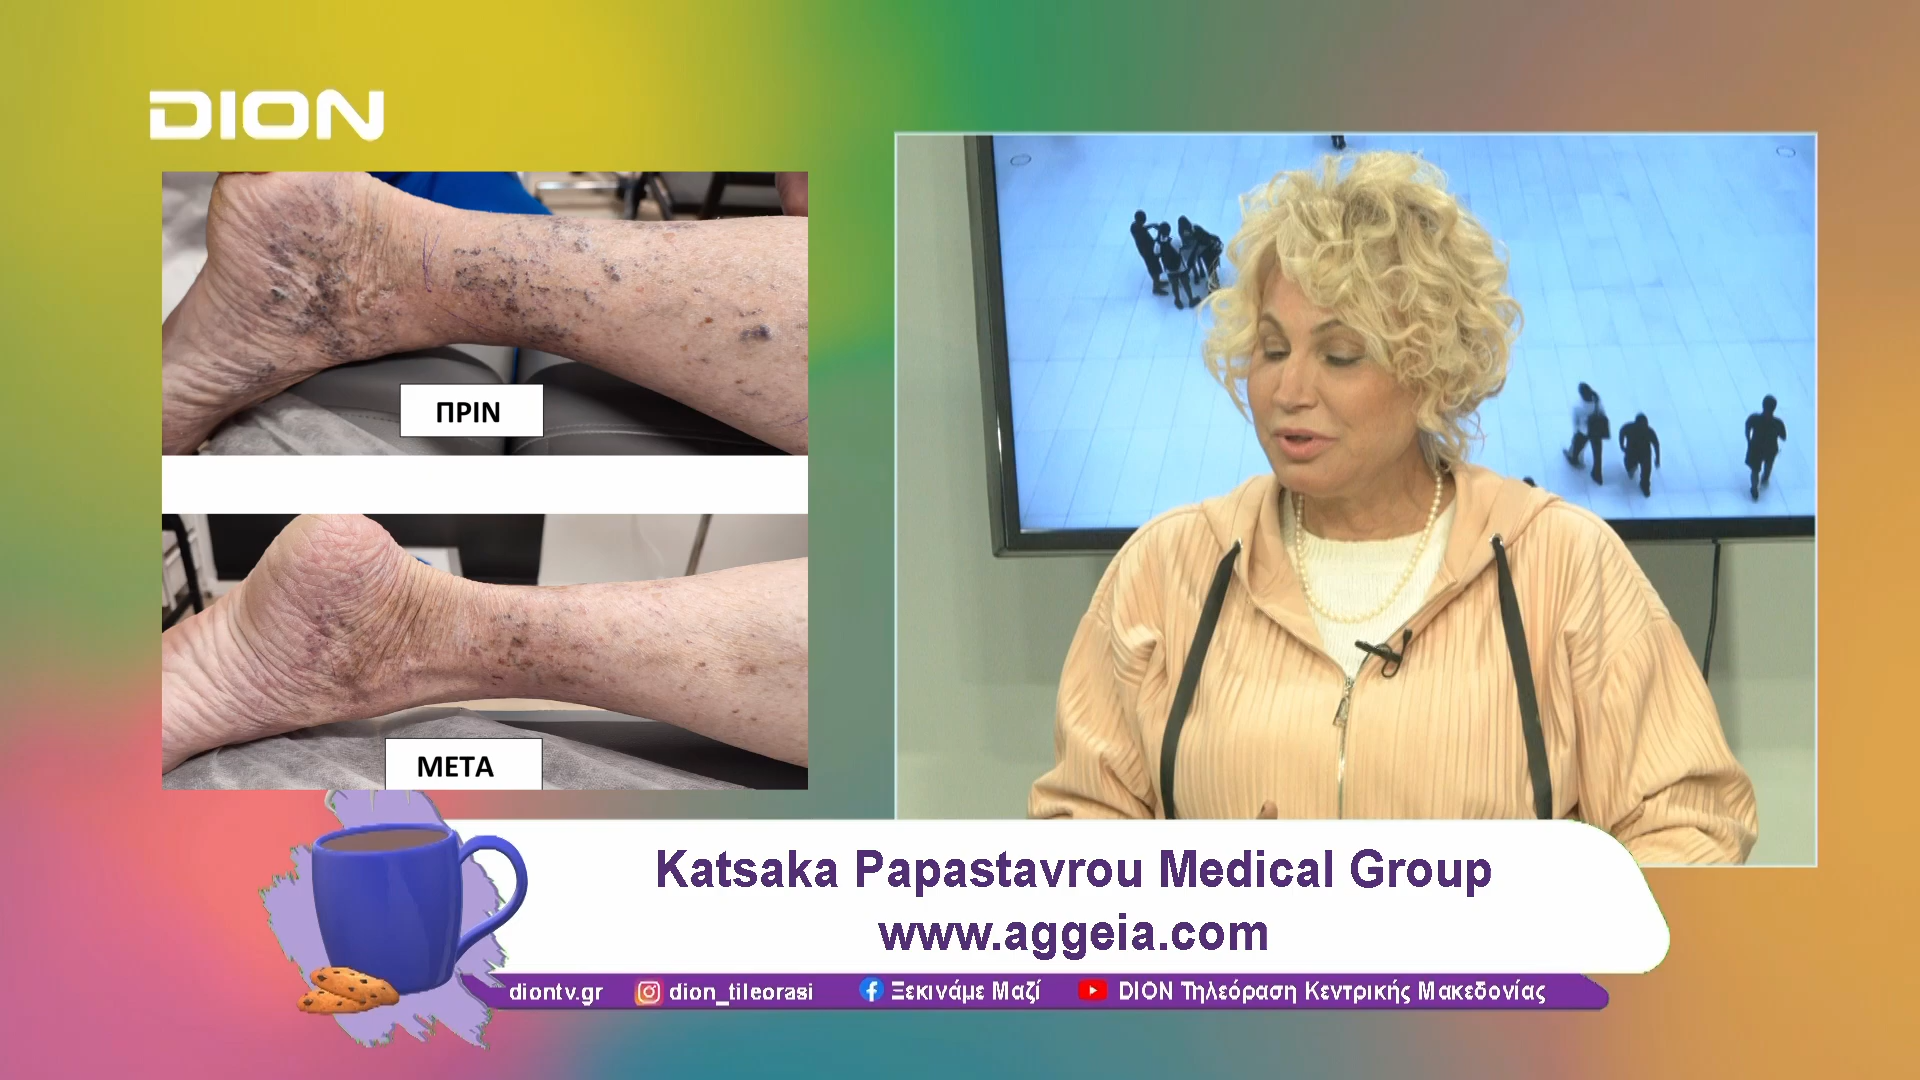 DION
ΠΡΙΝ
ΜΕΤΑ
Katsaka Papastavrou Medical Group
www.aggeia.com
diontv.gr dion_tileorasi Ξεκινάμε Μαζί DION Τηλεόραση Κεντρικής Μακεδονίας